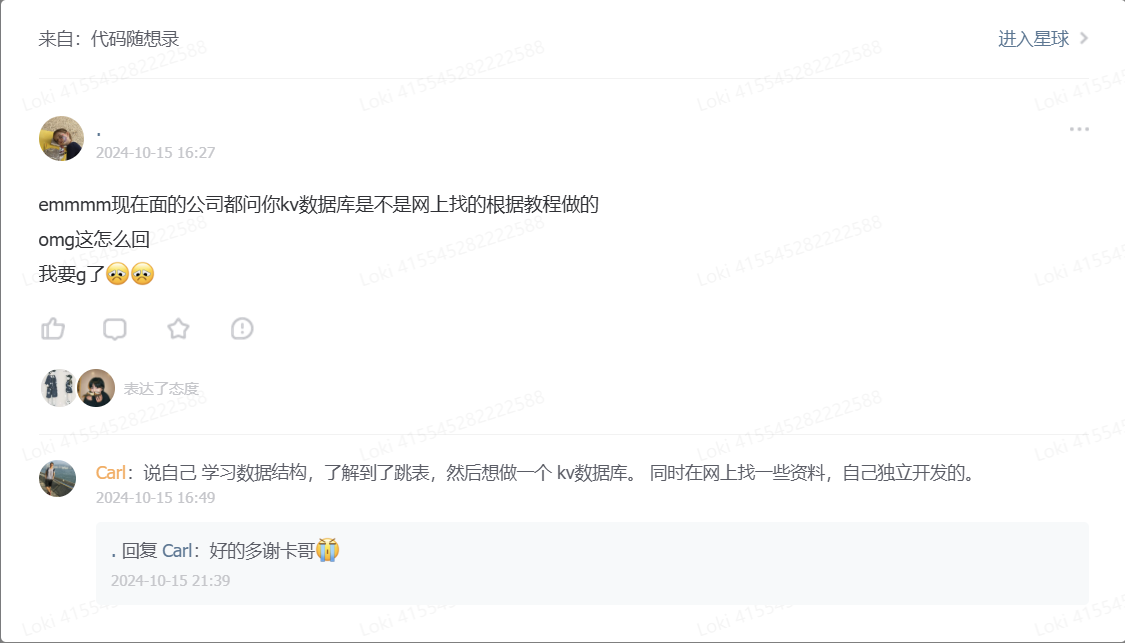 来自：代码随想录
进入星球
.
2024-10-15 16:27
emmmm现在面的公司都问你kv数据库是不是网上找的根据教程做的
omg这怎么回
我要g了😟😟
表达了态度
Carl：说自己 学习数据结构，了解到了跳表，然后想做一个 kv数据库。 同时在网上找一些资料，自己独立开发的。
2024-10-15 16:49
. 回复 Carl：好的多谢卡哥😭
2024-10-15 21:39
Loki 415545282222588